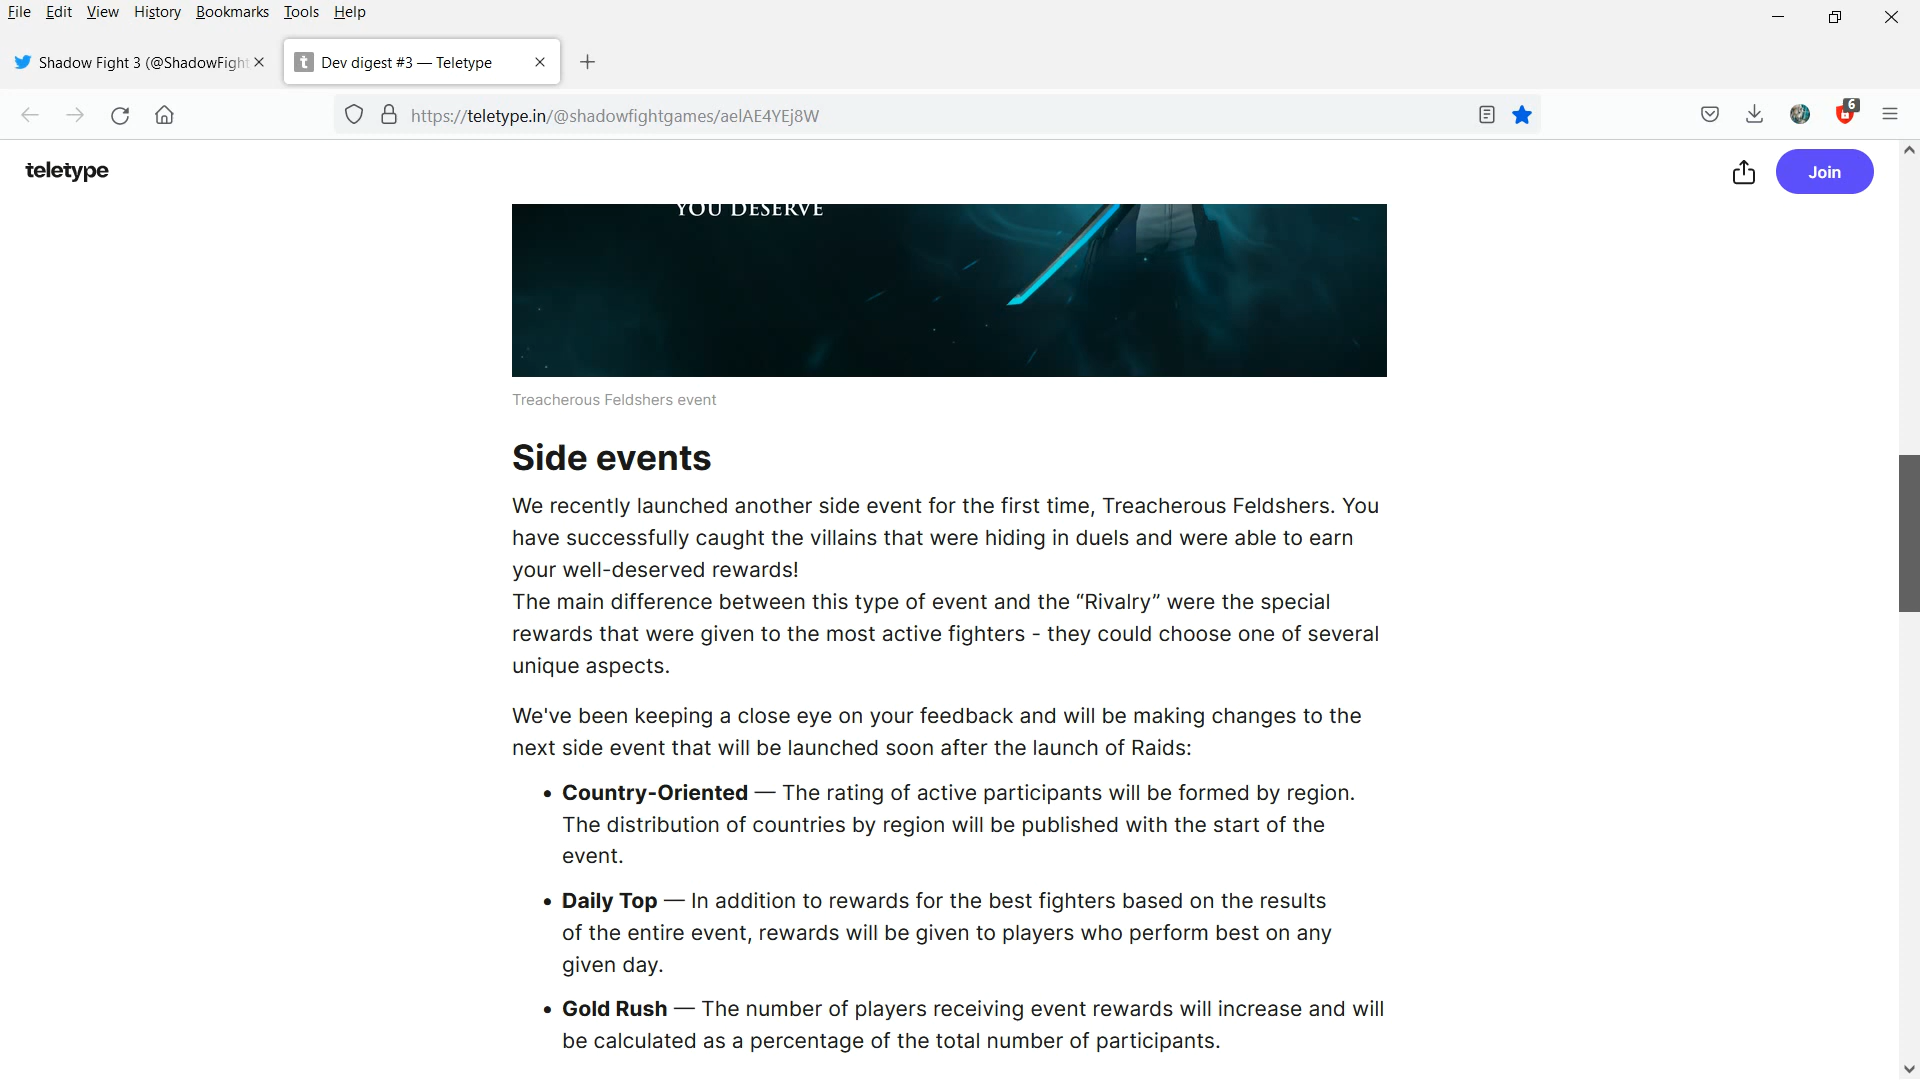 File Edit View History Bookmarks Tools Help
Shadow Fight 3 (@ShadowFight
Dev digest #3 — Teletype
https://teletype.in/@shadowfightgames/aelAE4YEj8W
6
teletype
Join
YOU DESERVE
Treacherous Feldshers event
Side events
We recently launched another side event for the first time, Treacherous Feldshers. You
have successfully caught the villains that were hiding in duels and were able to earn
your well-deserved rewards!
The main difference between this type of event and the “Rivalry” were the special
rewards that were given to the most active fighters - they could choose one of several
unique aspects.
We've been keeping a close eye on your feedback and will be making changes to the
next side event that will be launched soon after the launch of Raids:
• Country-Oriented — The rating of active participants will be formed by region.
The distribution of countries by region will be published with the start of the
event.
• Daily Top — In addition to rewards for the best fighters based on the results
of the entire event, rewards will be given to players who perform best on any
given day.
• Gold Rush — The number of players receiving event rewards will increase and will
be calculated as a percentage of the total number of participants.